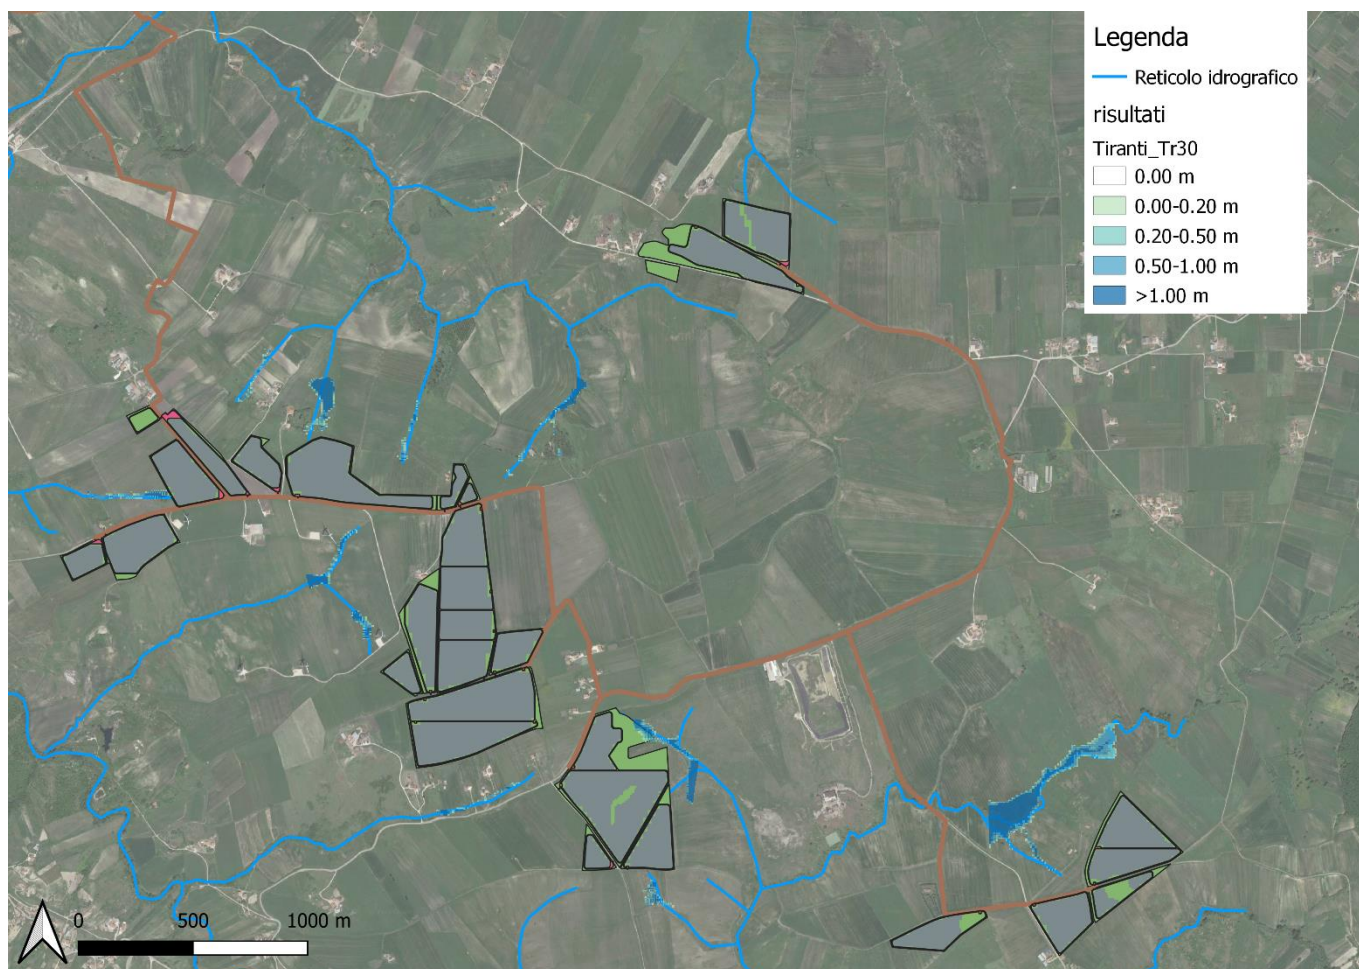 Legenda
Reticolo idrografico
risultati
Tiranti_Tr30
0.00 m
0.00-0.20 m
0.20-0.50 m
0.50-1.00 m
>1.00 m
0 500 1000 m